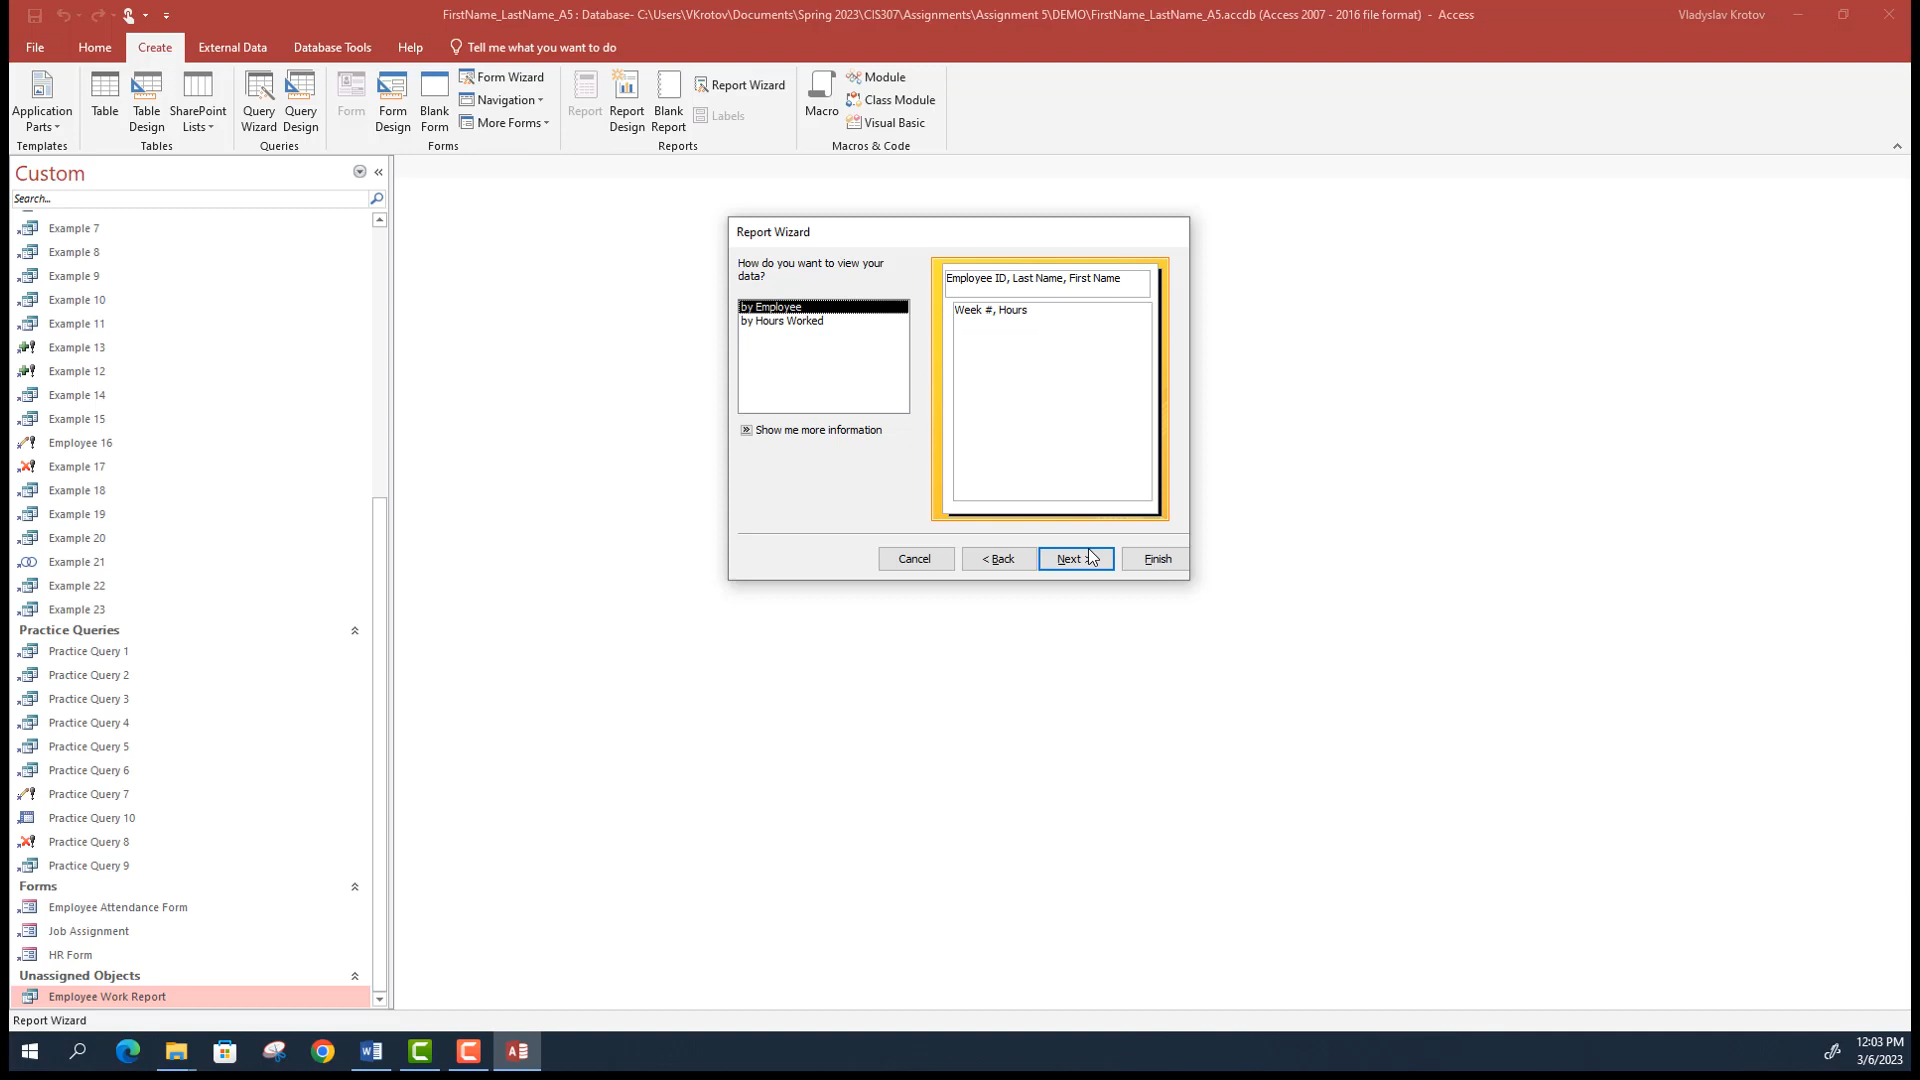 FirstName_LastName_A5 : Database- C:\Users\VKrotov\Documents\Spring 2023\CIS307\Assignments\Assignment 5\DEMO\FirstName_LastName_A5.accdb (Access 2007 - 2016 file format) - Access
Vladyslav Krotov
File Home Create External Data Database Tools Help Tell me what you want to do
Application Parts
Templates
Table
Table Design
SharePoint Lists
Tables
Query Wizard
Query Design
Queries
Form
Form Design
Blank Form
Form Wizard
Navigation
More Forms
Forms
Report
Report Design
Blank Report
Report Wizard
Labels
Reports
Macro
Module
Class Module
Visual Basic
Macros & Code
Custom
Search...
Example 7
Example 8
Example 9
Example 10
Example 11
Example 13
Example 12
Example 14
Example 15
Employee 16
Example 17
Example 18
Example 19
Example 20
Example 21
Example 22
Example 23
Practice Queries
Practice Query 1
Practice Query 2
Practice Query 3
Practice Query 4
Practice Query 5
Practice Query 6
Practice Query 7
Practice Query 10
Practice Query 8
Practice Query 9
Forms
Employee Attendance Form
Job Assignment
HR Form
Unassigned Objects
Employee Work Report
Report Wizard
How do you want to view your
data?
by Employee
by Hours Worked
Show me more information
Employee ID, Last Name, First Name
Week #, Hours
Cancel < Back Next Finish
Report Wizard
12:03 PM
3/6/2023